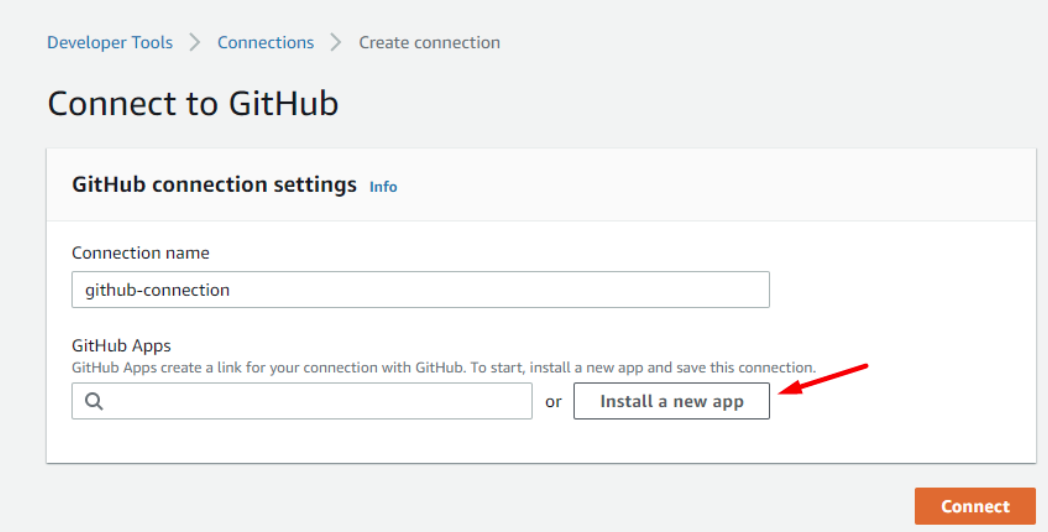 Developer Tools > Connections > Create connection
Connect to GitHub
GitHub connection settings Info
Connection name
github-connection
GitHub Apps
GitHub Apps create a link for your connection with GitHub. To start, install a new app and save this connection.
or Install a new app
Connect